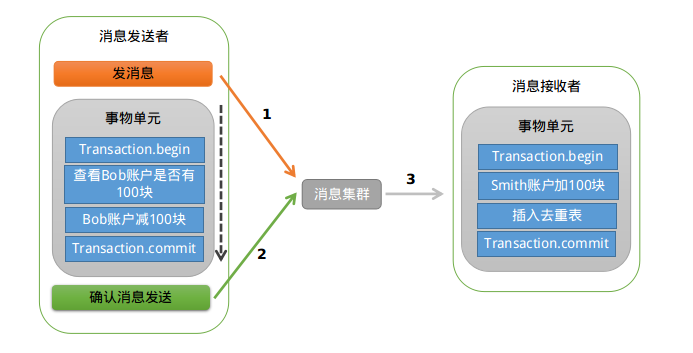 消息发送者
发消息
事物单元
Transaction.begin
查看Bob账户是否有
100块
Bob账户减100块
Transaction.commit
确认消息发送
1
2
消息集群
3
消息接收者
事物单元
Transaction.begin
Smith账户加100块
插入去重表
Transaction.commit